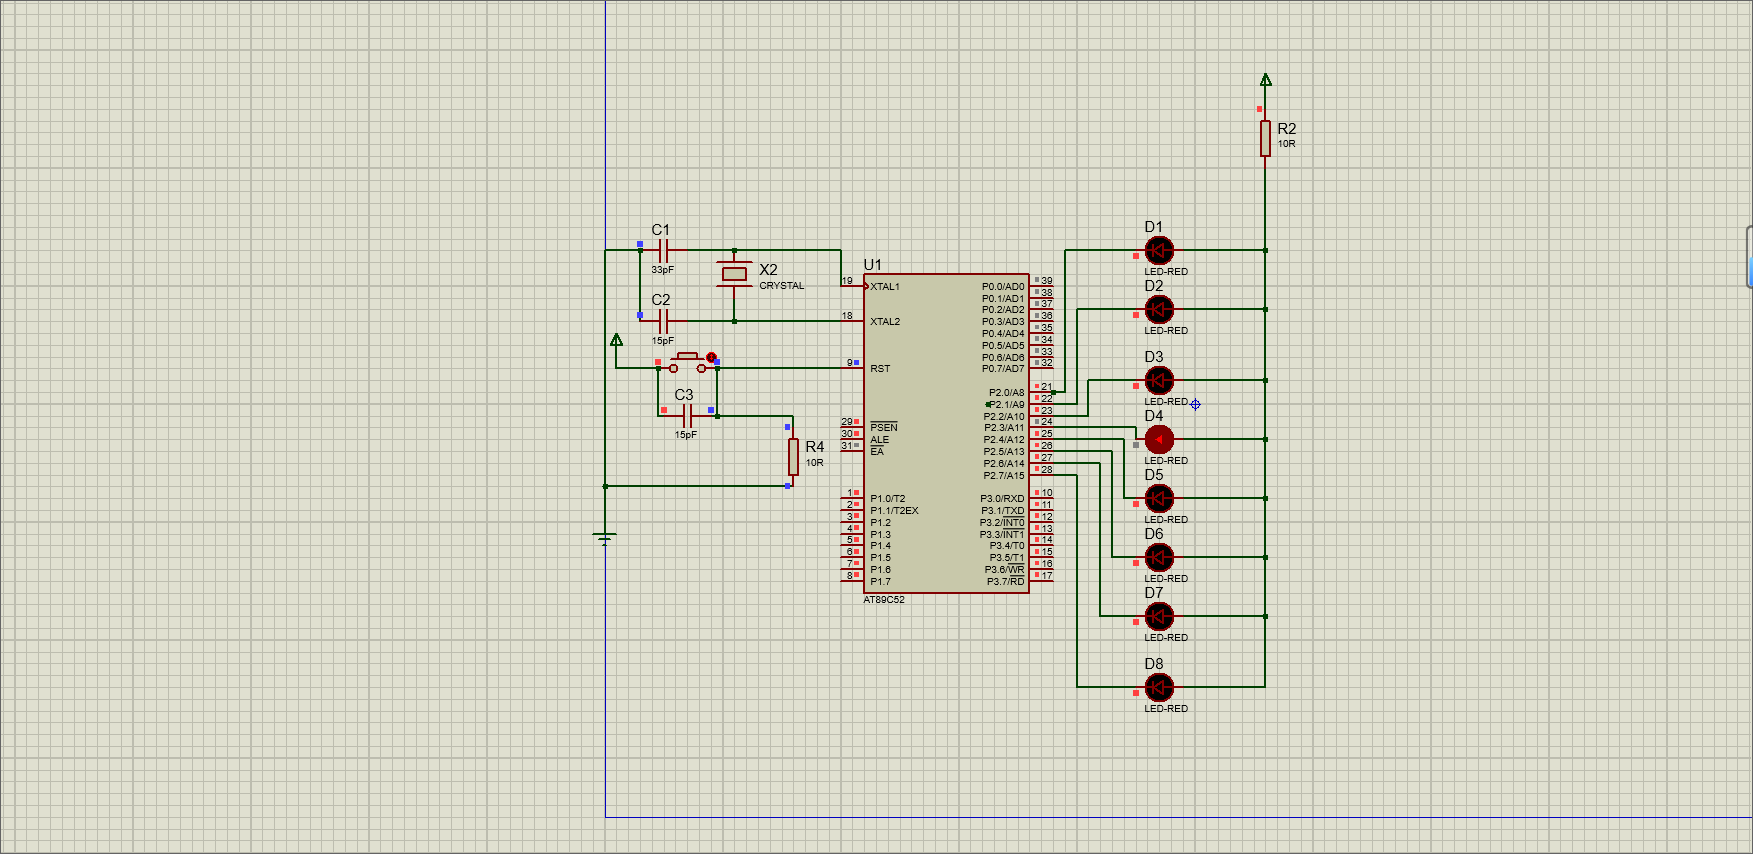 R2
10R
C1
33pF
X2
CRYSTAL
C2
15pF
C3
15pF
R4
10R
U1
19 XTAL1
18 XTAL2
9 RST
29 PSEN
30 ALE
31 EA
1 P1.0/T2
2 P1.1/T2EX
3 P1.2
4 P1.3
5 P1.4
6 P1.5
7 P1.6
8 P1.7
P0.0/AD0 39
P0.1/AD1 38
P0.2/AD2 37
P0.3/AD3 36
P0.4/AD4 35
P0.5/AD5 34
P0.6/AD6 33
P0.7/AD7 32
P2.0/A8 21
P2.1/A9 22
P2.2/A10 23
P2.3/A11 24
P2.4/A12 25
P2.5/A13 26
P2.6/A14 27
P2.7/A15 28
P3.0/RXD 10
P3.1/TXD 11
P3.2/INT0 12
P3.3/INT1 13
P3.4/T0 14
P3.5/T1 15
P3.6/WR 16
P3.7/RD 17
AT89C52
D1
LED-RED
D2
LED-RED
D3
LED-RED
D4
LED-RED
D5
LED-RED
D6
LED-RED
D7
LED-RED
D8
LED-RED